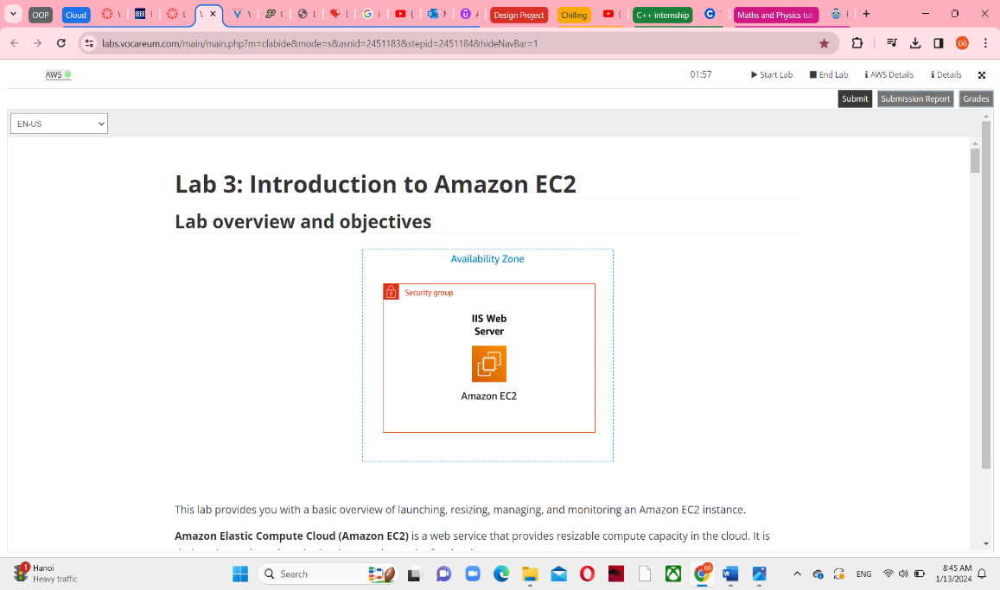 OOP Cloud IEEE Design Project Chilling C++ internship Maths and Physics tut
labs.vocareum.com/main/main.php?m=clabide&mode=s&asnid=2451183&stepid=2451184&hideNavBar=1
AWS 01:57 Start Lab End Lab AWS Details Details
Submit Submission Report Grades
EN-US
Lab 3: Introduction to Amazon EC2
Lab overview and objectives
Availability Zone
Security group
IIS Web
Server
Amazon EC2
This lab provides you with a basic overview of launching, resizing, managing, and monitoring an Amazon EC2 instance.
Amazon Elastic Compute Cloud (Amazon EC2) is a web service that provides resizable compute capacity in the cloud. It is
1 Hanoi
Heavy traffic
Search
ENG
8:45 AM
1/13/2024